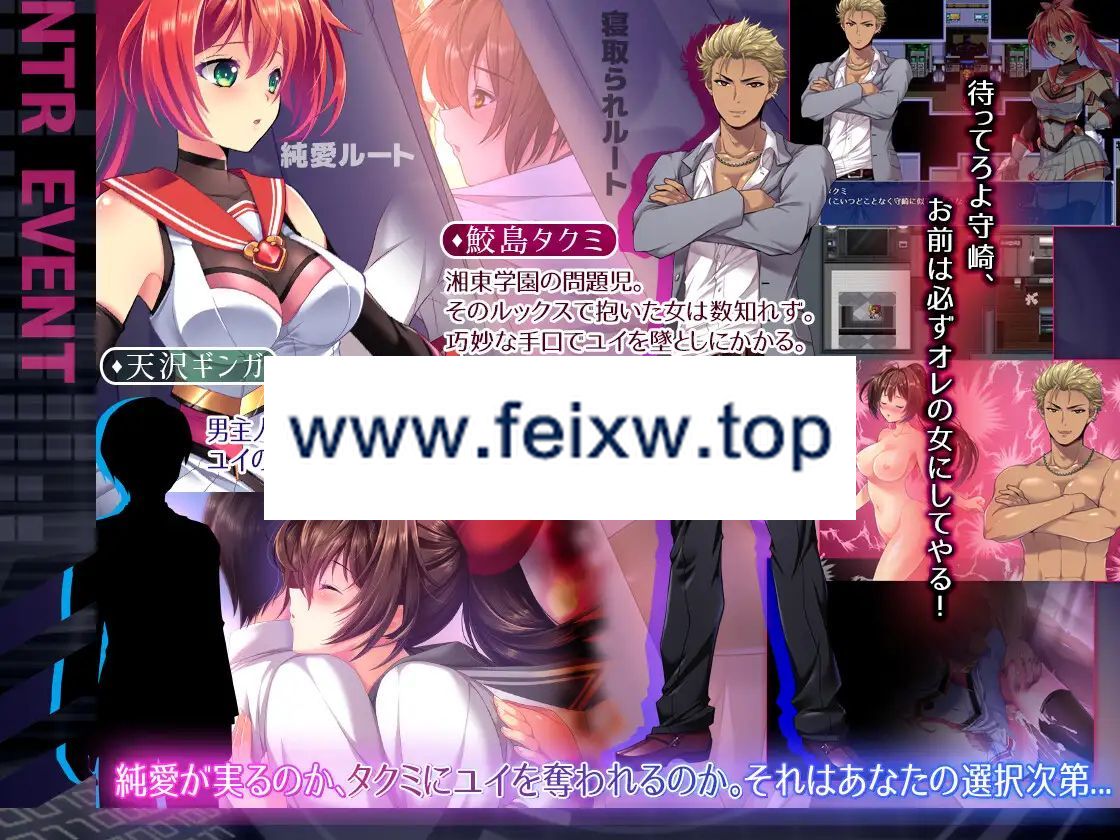 NTR EVENT
純愛ルート
寝取られルート
鮫島タクミ
湘東学園の問題児。
そのルックスで抱いた女は数知れず。
巧妙な手口でユイを墜としにかかる。
天沢ギンガ
男主人
ユイの
www.feixw.top
待ってろよ守崎、
お前は必ずオレの女にしてやる!
純愛が実るのか、タクミにユイを奪われるのか。それはあなたの選択次第...